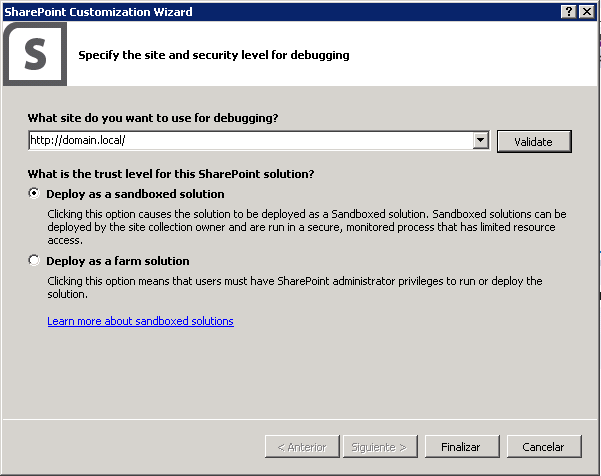 SharePoint Customization Wizard
S
Specify the site and security level for debugging
What site do you want to use for debugging?
http://domain.local/
Validate
What is the trust level for this SharePoint solution?
Deploy as a sandboxed solution
Clicking this option causes the solution to be deployed as a Sandboxed solution. Sandboxed solutions can be
deployed by the site collection owner and are run in a secure, monitored process that has limited resource
access.
Deploy as a farm solution
Clicking this option means that users must have SharePoint administrator privileges to run or deploy the
solution.
Learn more about sandboxed solutions
< Anterior
Siguiente >
Finalizar
Cancelar